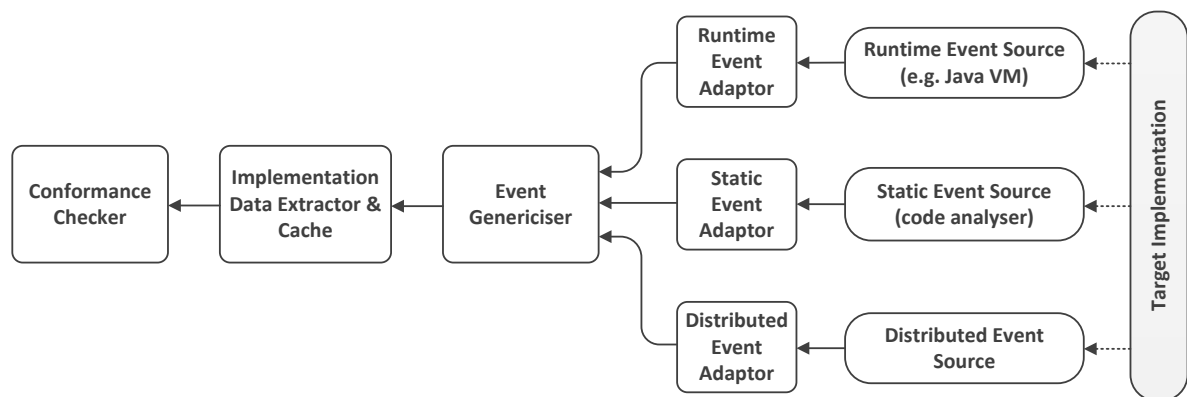 Conformance
Checker
Implementation
Data Extractor &
Cache
Event
Genericiser
Runtime
Event
Adaptor
Runtime Event Source
(e.g. Java VM)
Static
Event
Adaptor
Static Event Source
(code analyser)
Distributed
Event
Adaptor
Distributed Event
Source
Target Implementation